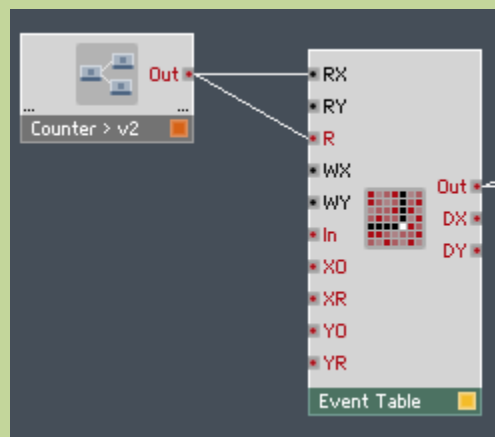 Out
...
...
Counter > v2
RX
RY
R
WX
WY
In
XO
XR
YO
YR
Out
DX
DY
Event Table